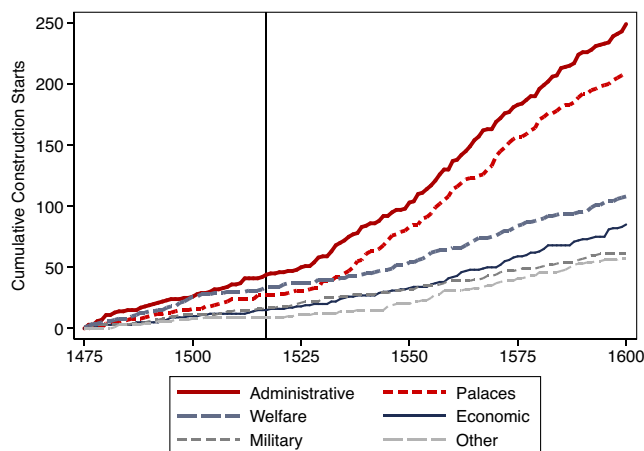 Cumulative Construction Starts
250
200
150
100
50
0
1475 1500 1525 1550 1575 1600
Administrative Palaces
Welfare Economic
Military Other